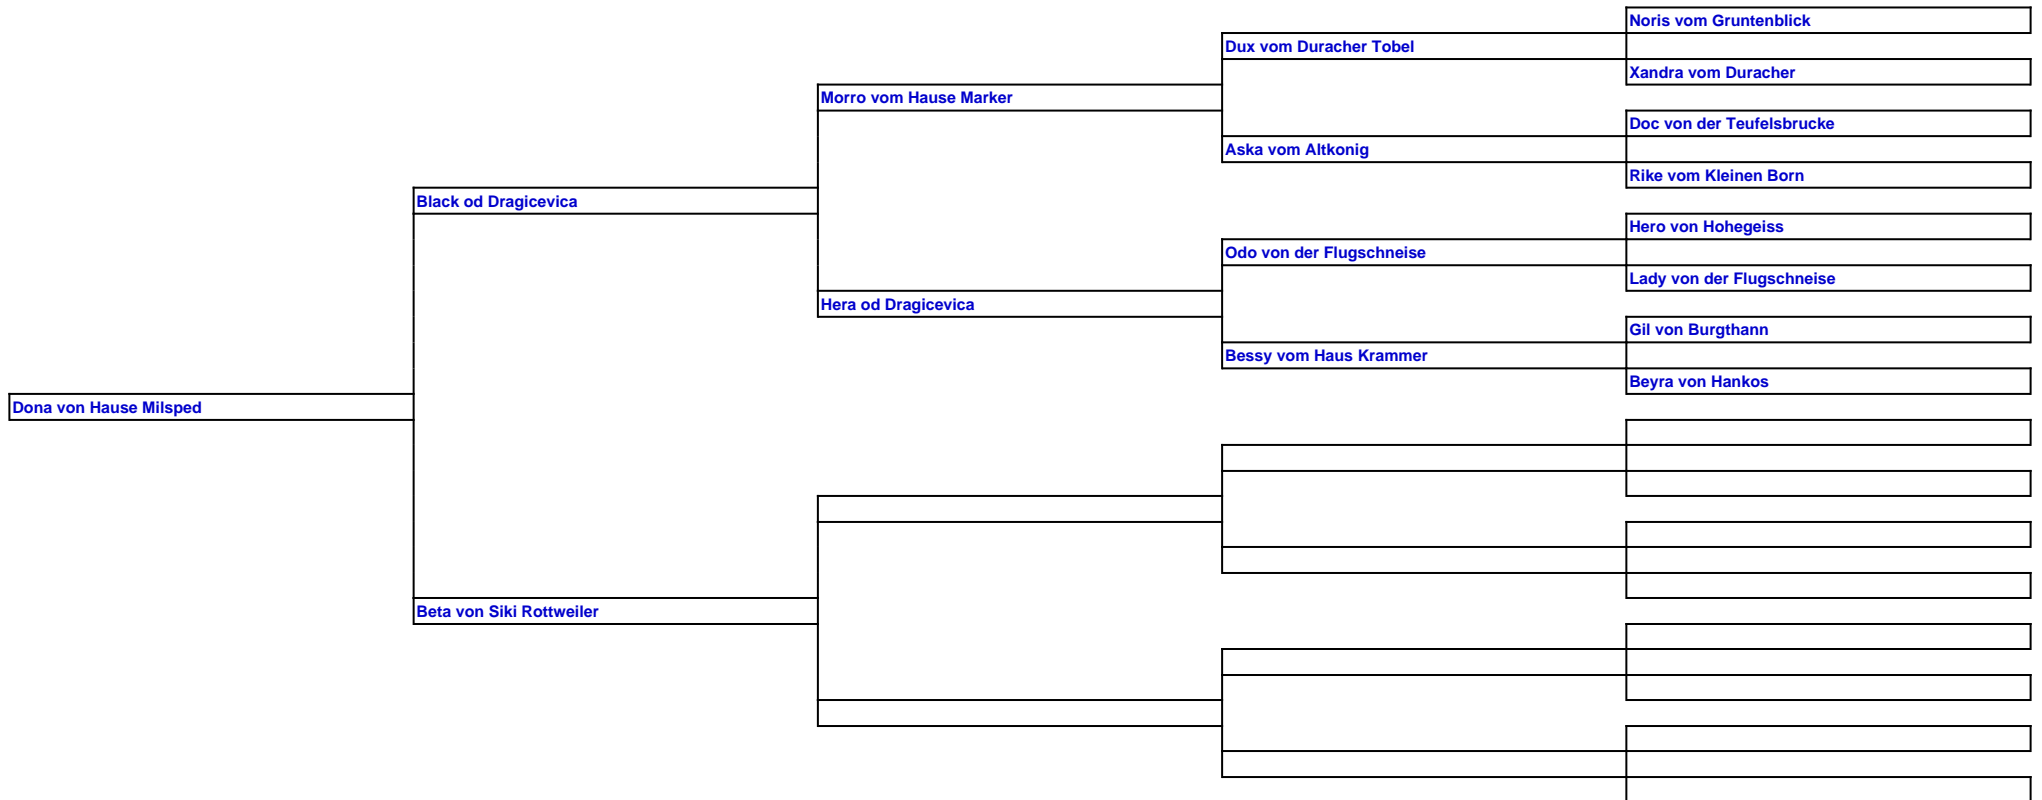 Noris vom Gruntenblick
Dux vom Duracher Tobel
Xandra vom Duracher
Morro vom Hause Marker
Doc von der Teufelsbrucke
Aska vom Altkonig
Rike vom Kleinen Born
Black od Dragicevica
Hero von Hohegeiss
Odo von der Flugschneise
Lady von der Flugschneise
Hera od Dragicevica
Gil von Burgthann
Bessy vom Haus Krammer
Beyra von Hankos
Dona von Hause Milsped
Beta von Siki Rottweiler